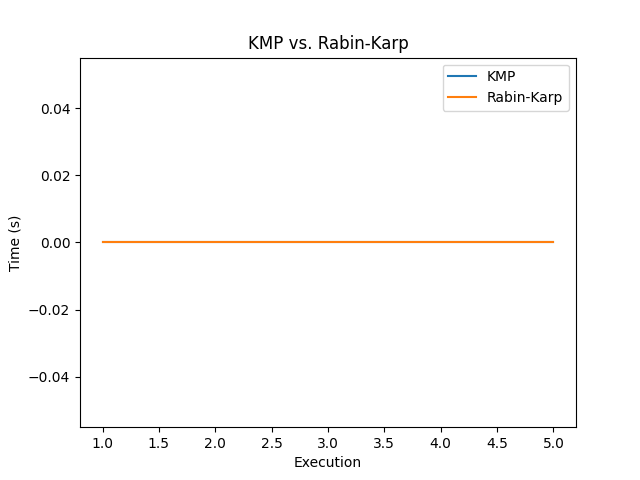 KMP vs. Rabin-Karp
KMP
Rabin-Karp
0.04
0.02
0.00
−0.02
−0.04
Time (s)
1.0 1.5 2.0 2.5 3.0 3.5 4.0 4.5 5.0
Execution